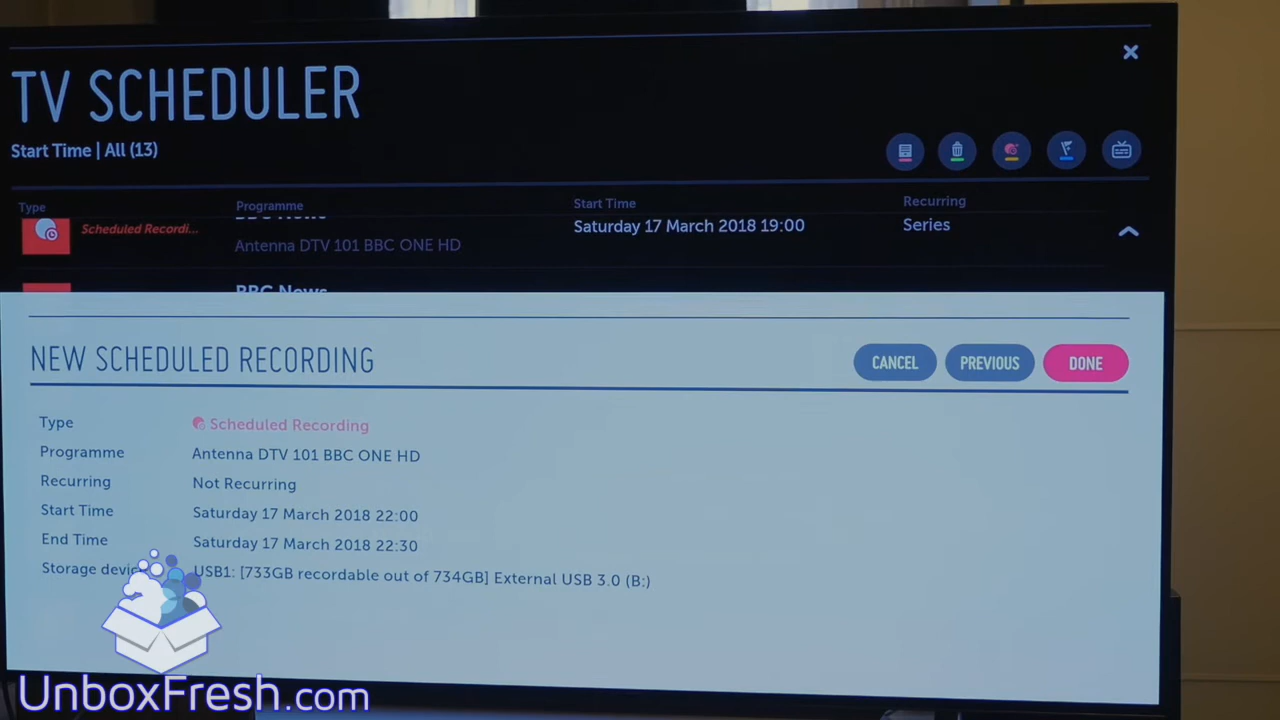 TV SCHEDULER
Start Time | All (13)
Type Programme Start Time Recurring
Scheduled Recordi... BBC News Saturday 17 March 2018 19:00 Series
Antenna DTV 101 BBC ONE HD
BBC News
NEW SCHEDULED RECORDING CANCEL PREVIOUS DONE
Type Scheduled Recording
Programme Antenna DTV 101 BBC ONE HD
Recurring Not Recurring
Start Time Saturday 17 March 2018 22:00
End Time Saturday 17 March 2018 22:30
Storage device USB1: [733GB recordable out of 734GB] External USB 3.0 (B:)
UnboxFresh.com